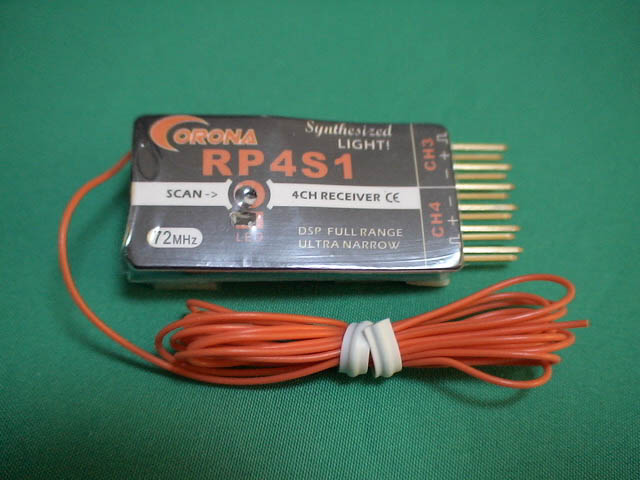 CORONA
Synthesized
LIGHT!
RP4S1
SCAN ->
4CH RECEIVER CE
LED
72MHz
DSP FULL RANGE
ULTRA NARROW
CH3
- +
CH4
- + -